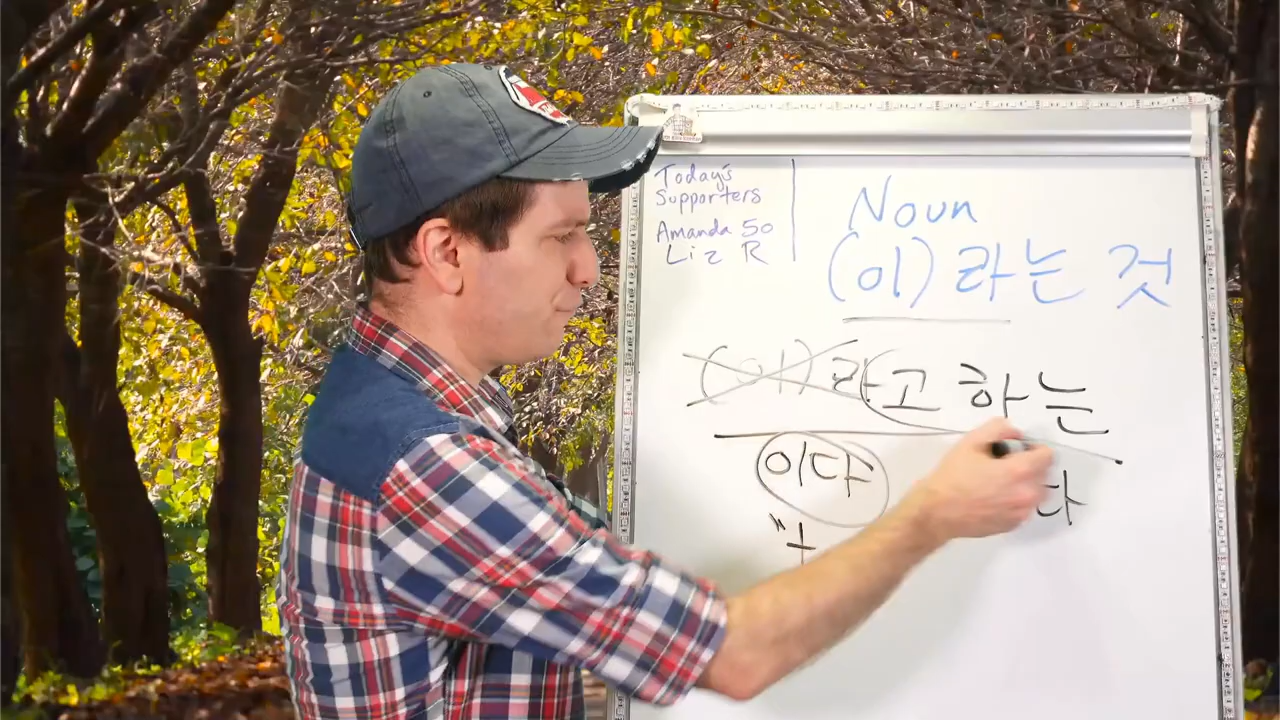 Today's
Supporters
Amanda So
Liz R
Noun
(이)라는 것
(이)라고 하는
이다
다
"
+